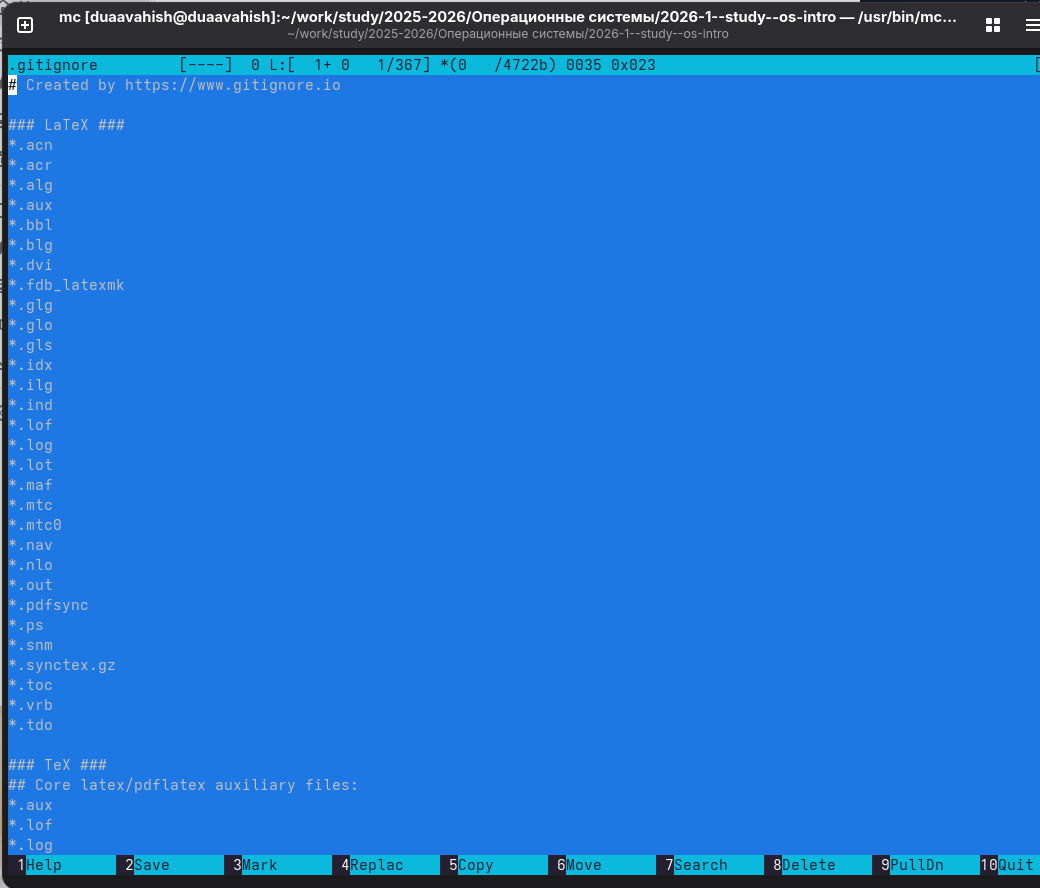 mc [duaavahish@duaavahish]:~/work/study/2025-2026/Операционные системы/2026-1--study--os-intro — /usr/bin/mc…
~/work/study/2025-2026/Операционные системы/2026-1--study--os-intro
.gitignore [----] 0 L:[ 1+ 0 1/367] *(0 /4722b) 0035 0x023 [
# Created by https://www.gitignore.io
### LaTeX ###
*.acn
*.acr
*.alg
*.aux
*.bbl
*.blg
*.dvi
*.fdb_latexmk
*.glg
*.glo
*.gls
*.idx
*.ilg
*.ind
*.lof
*.log
*.lot
*.maf
*.mtc
*.mtc0
*.nav
*.nlo
*.out
*.pdfsync
*.ps
*.snm
*.synctex.gz
*.toc
*.vrb
*.tdo
### TeX ###
## Core latex/pdflatex auxiliary files:
*.aux
*.lof
*.log
1Help 2Save 3Mark 4Replac 5Copy 6Move 7Search 8Delete 9PullDn 10Quit